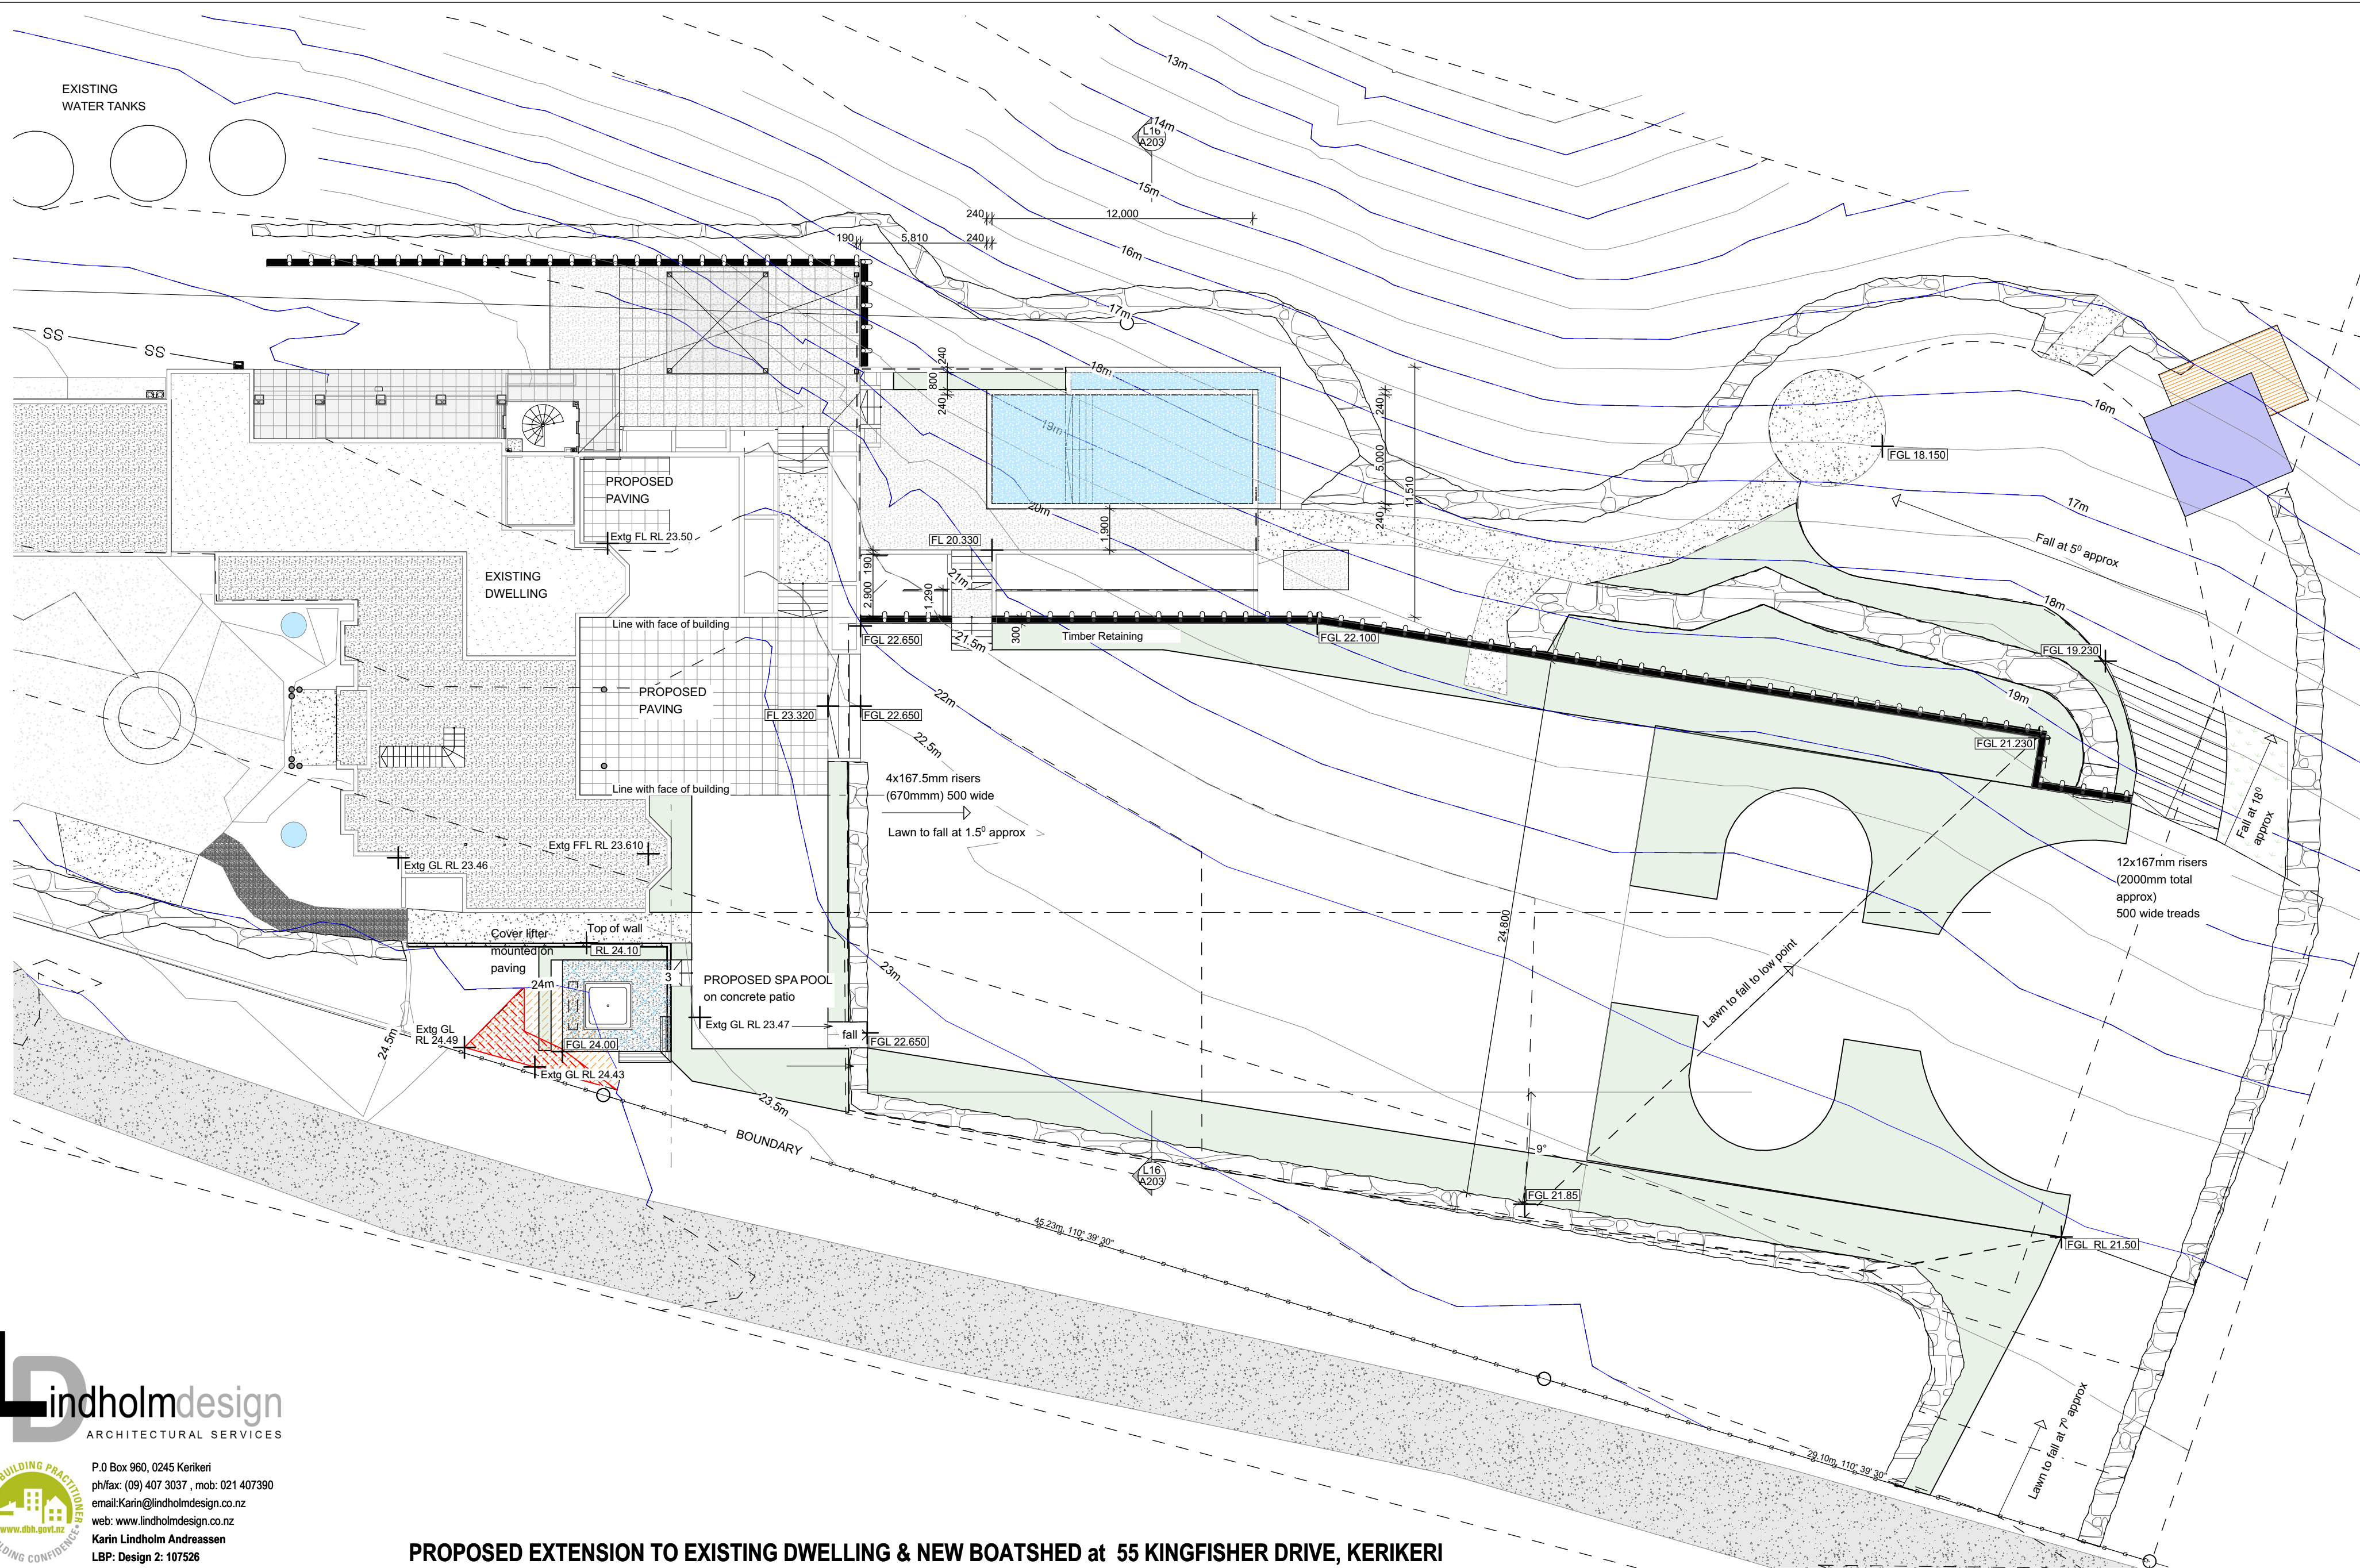 EXISTING
WATER TANKS
13m
14m
L16
A203
15m
240
12,000
190
5,810
240
16m
17m
SS
SS
240
800
240
18m
19m
240
5,000
11,510
240
16m
FGL 18.150
17m
PROPOSED
PAVING
Extg FL RL 23.50
20m
FL 20.330
1,900
Fall at 5⁰ approx
EXISTING
DWELLING
190
2,900
1,290
21m
18m
Line with face of building
FGL 22.650
21.5m
300
Timber Retaining
FGL 22.100
FGL 19.230
PROPOSED
PAVING
22m
19m
FL 23.320
FGL 22.650
22.5m
FGL 21.230
Line with face of building
4x167.5mm risers
(670mmm) 500 wide
Lawn to fall at 1.5⁰ approx
Fall at 18⁰
approx
Extg FFL RL 23.610
Extg GL RL 23.46
12x167mm risers
(2000mm total
approx)
500 wide treads
24,800
Cover lifter
mounted on
paving
Top of wall
RL 24.10
23m
Lawn to fall to low point
24m
3
PROPOSED SPA POOL
on concrete patio
Extg GL RL 23.47
fall
FGL 22.650
Extg GL
RL 24.49
24.5m
FGL 24.00
Extg GL RL 24.43
23.5m
BOUNDARY
9°
L16
A203
FGL 21.85
45.23m, 110° 39' 30"
FGL RL 21.50
29.10m, 110° 39' 30"
Lawn to fall at 7⁰ approx
LDindholmdesign
ARCHITECTURAL SERVICES
BUILDING PRACTITIONER
www.dbh.govt.nz
P.0 Box 960, 0245 Kerikeri
ph/fax: (09) 407 3037 , mob: 021 407390
email:Karin@lindholmdesign.co.nz
web: www.lindholmdesign.co.nz
Karin Lindholm Andreassen
LBP: Design 2: 107526
PROPOSED EXTENSION TO EXISTING DWELLING & NEW BOATSHED at 55 KINGFISHER DRIVE, KERIKERI